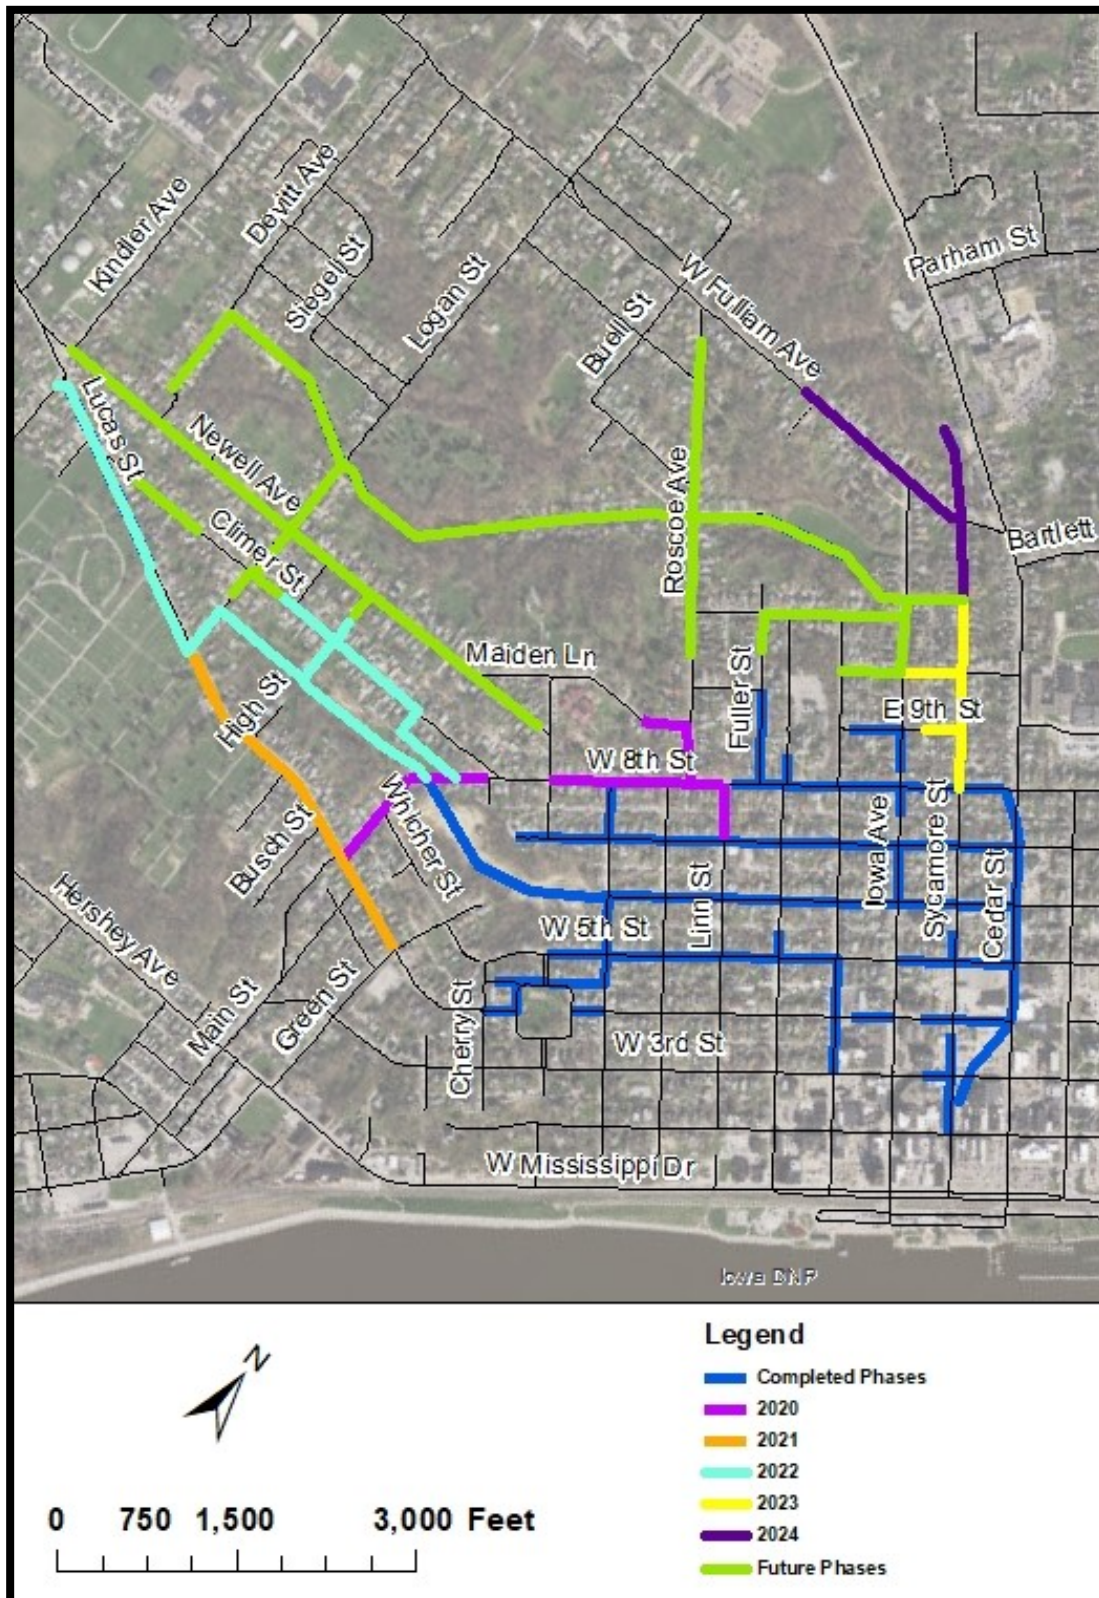 Kindler Ave
Devitt Ave
Siegel St
Logan St
Buell St
W Fulliam Ave
Parham St
Lucas St
Newell Ave
Climer St
Roscoe Ave
Bartlett
Maiden Ln
High St
Fuller St
E 9th St
W 8th St
Whicher St
Busch St
Iowa Ave
Sycamore St
Cedar St
Linn St
W 5th St
Hershey Ave
Main St
Green St
Cherry St
W 3rd St
W Mississippi Dr
Iowa DNR
N
Legend
Completed Phases
2020
2021
2022
2023
2024
Future Phases
0 750 1,500 3,000 Feet